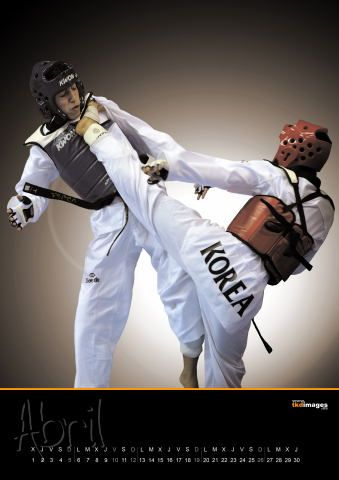 KWON
KWON
KOREA
tkdimages
Abril
X J V S D L M X J V S D L M X J V S D L M X J V S D L M X J
1 2 3 4 5 6 7 8 9 10 11 12 13 14 15 16 17 18 19 20 21 22 23 24 25 26 27 28 29 30